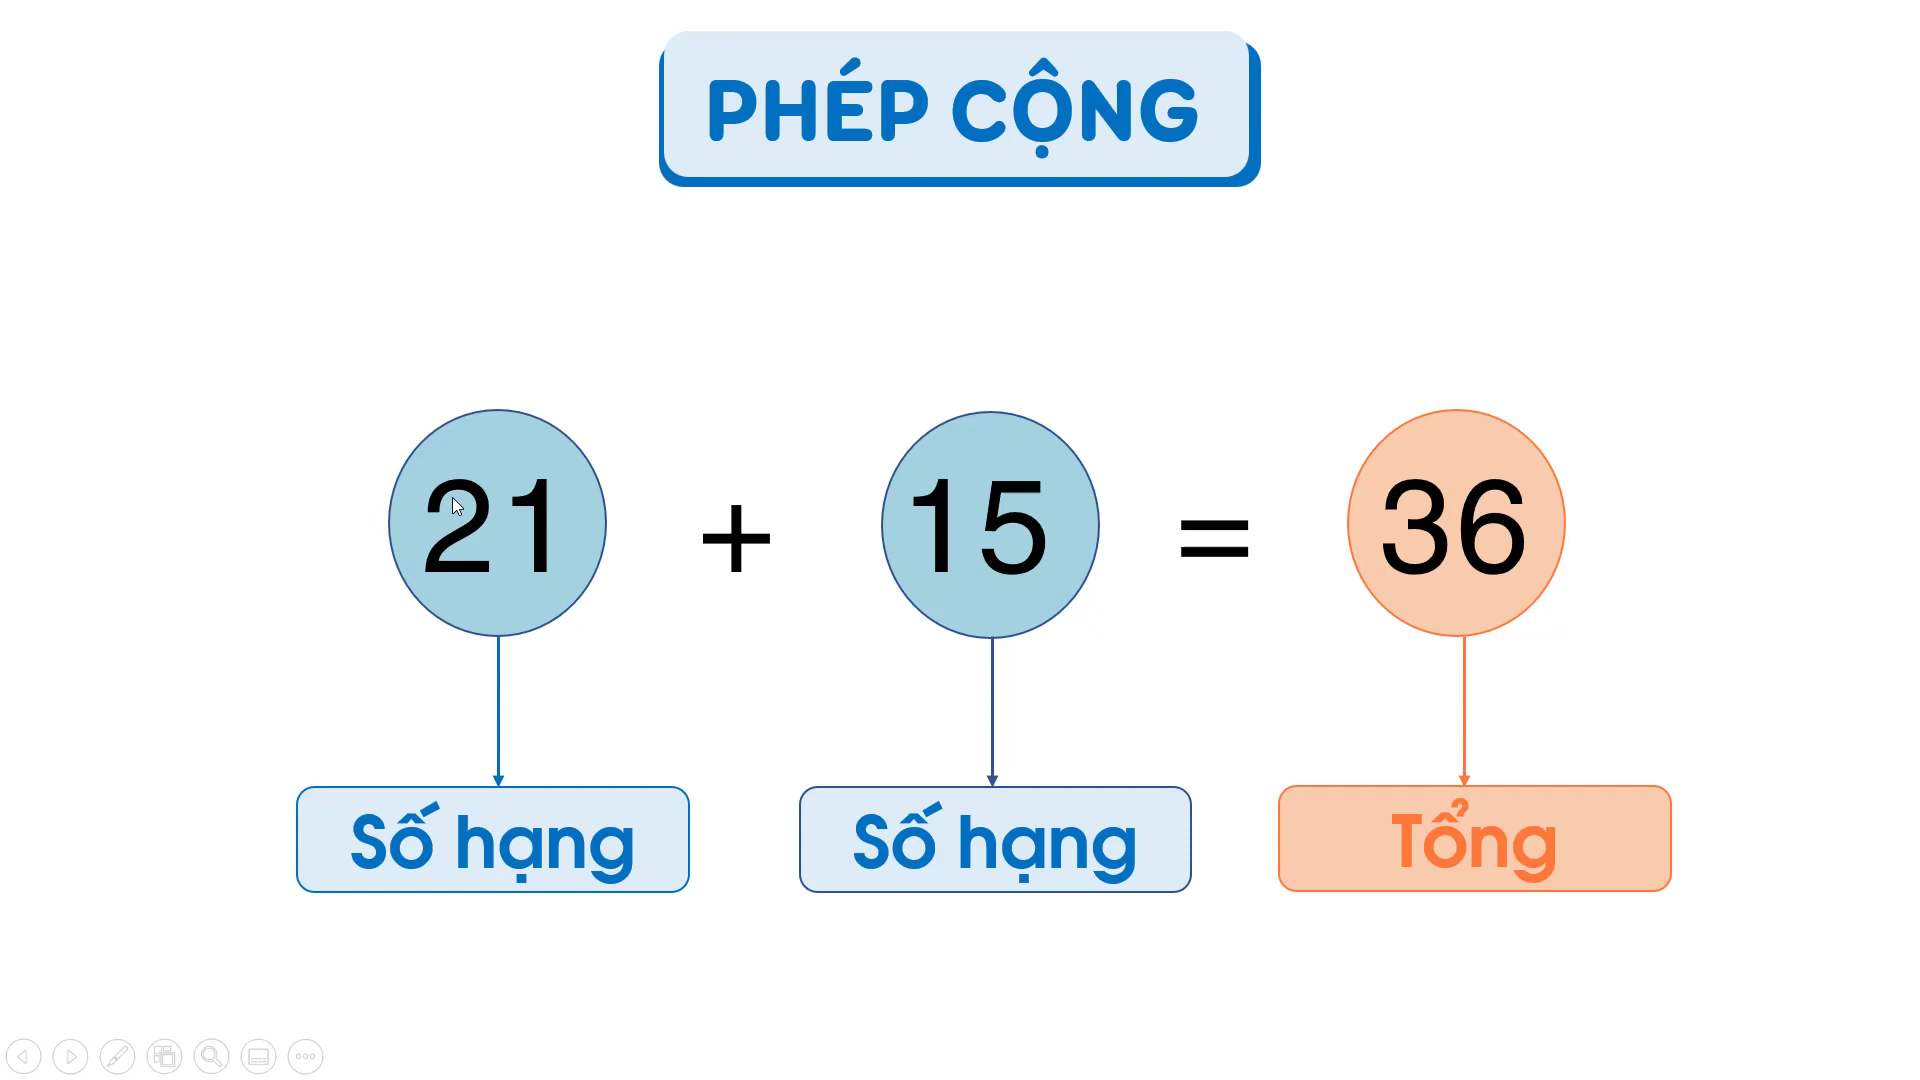 PHÉP CỘNG
21 + 15 = 36
Số hạng Số hạng Tổng